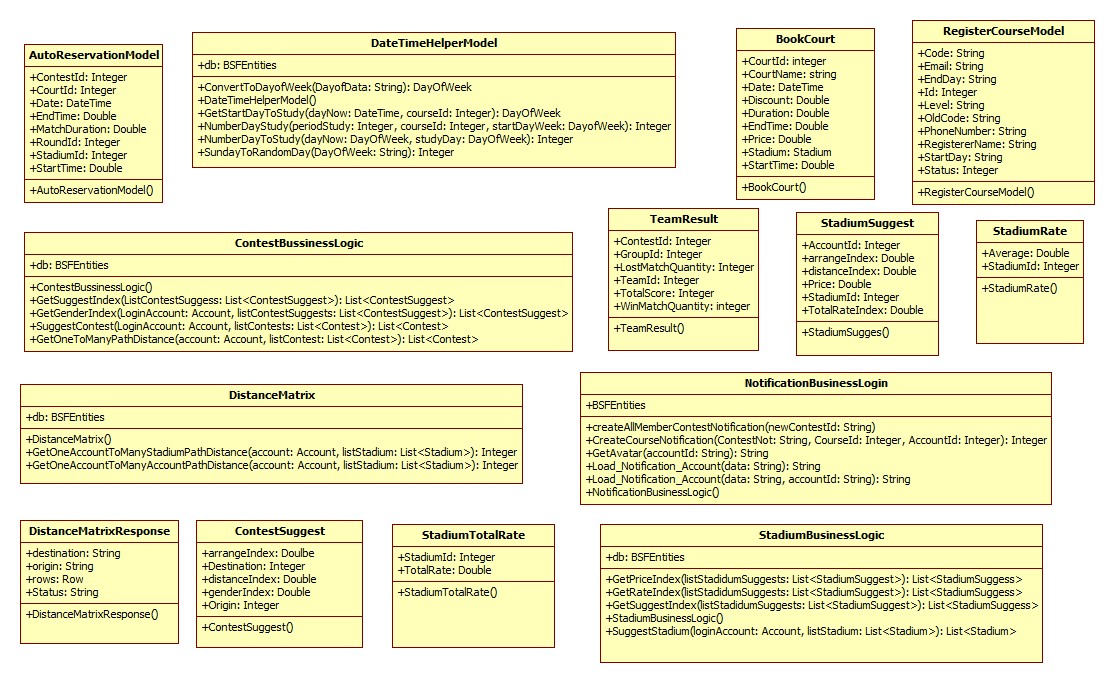 AutoReservationModel
+ContestId: Integer
+CourtId: Integer
+Date: DateTime
+EndTime: Double
+MatchDuration: Double
+RoundId: Integer
+StadiumId: Integer
+StartTime: Double
+AutoReservationModel()
DateTimeHelperModel
+db: BSFEntities
+ConvertToDayofWeek(DayofData: String): DayOfWeek
+DateTimeHelperModel()
+GetStartDayToStudy(dayNow: DateTime, courseId: Integer): DayOfWeek
+NumberDayStudy(periodStudy: Integer, courseId: Integer, startDayWeek: DayofWeek): Integer
+NumberDayToStudy(dayNow: DayOfWeek, studyDay: DayOfWeek): Integer
+SundayToRandomDay(DayOfWeek: String): Integer
BookCourt
+CourtId: integer
+CourtName: string
+Date: DateTime
+Discount: Double
+Duration: Double
+EndTime: Double
+Price: Double
+Stadium: Stadium
+StartTime: Double
+BookCourt()
RegisterCourseModel
+Code: String
+Email: String
+EndDay: String
+Id: Integer
+Level: String
+OldCode: String
+PhoneNumber: String
+RegistererName: String
+StartDay: String
+Status: Integer
+RegisterCourseModel()
ContestBussinessLogic
+db: BSFEntities
+ContestBussinessLogic()
+GetSuggestIndex(ListContestSuggess: List<ContestSuggest>): List<ContestSuggest>
+GetGenderIndex(LoginAccount: Account, listContestSuggests: List<ContestSuggest>): List<ContestSuggest>
+SuggestContest(LoginAccount: Account, listContests: List<Contest>): List<Contest>
+GetOneToManyPathDistance(account: Account, listContest: List<Contest>): List<Contest>
TeamResult
+ContestId: Integer
+GroupId: Integer
+LostMatchQuantity: Integer
+TeamId: Integer
+TotalScore: Integer
+WinMatchQuantity: integer
+TeamResult()
StadiumSuggest
+AccountId: Integer
+arrangeIndex: Double
+distanceIndex: Double
+Price: Double
+StadiumId: Integer
+TotalRateIndex: Double
+StadiumSugges()
StadiumRate
+Average: Double
+StadiumId: Integer
+StadiumRate()
DistanceMatrix
+db: BSFEntities
+DistanceMatrix()
+GetOneAccountToManyStadiumPathDistance(account: Account, listStadium: List<Stadium>): Integer
+GetOneAccountToManyAccountPathDistance(account: Account, listStadium: List<Stadium>): Integer
NotificationBusinessLogin
+BSFEntities
+createAllMemberContestNotification(newContestId: String)
+CreateCourseNotification(ContestNot: String, CourseId: Integer, AccountId: Integer): Integer
+GetAvatar(accountId: String): String
+Load_Notification_Account(data: String): String
+Load_Notification_Account(data: String, accountId: String): String
+NotificationBusinessLogic()
DistanceMatrixResponse
+destination: String
+origin: String
+rows: Row
+Status: String
+DistanceMatrixResponse()
ContestSuggest
+arrangeIndex: Doulbe
+Destination: Integer
+distanceIndex: Double
+genderIndex: Double
+Origin: Integer
+ContestSuggest()
StadiumTotalRate
+StadiumId: Integer
+TotalRate: Double
+StadiumTotalRate()
StadiumBusinessLogic
+db: BSFEntities
+GetPriceIndex(listStadidumSuggests: List<StadiumSuggest>): List<StadiumSuggess>
+GetRateIndex(listStadidumSuggests: List<StadiumSuggest>): List<StadiumSuggess>
+GetSuggestIndex(listStadidumSuggests: List<StadiumSuggest>): List<StadiumSuggess>
+StadiumBusinessLogic()
+SuggestStadium(loginAccount: Account, listStadium: List<Stadium>): List<Stadium>